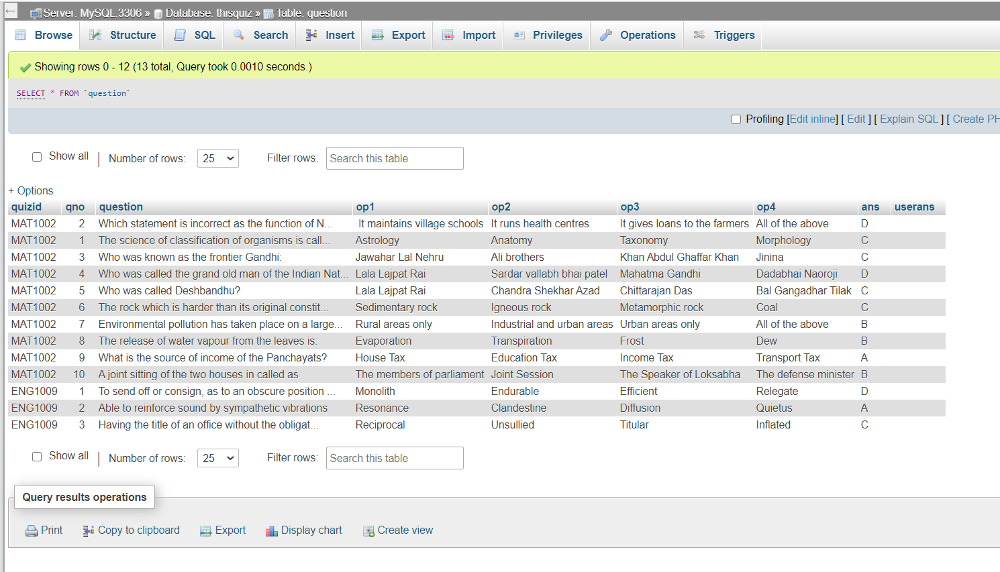 ← Server: MySQL:3306 » Database: thisquiz » Table: question
Browse Structure SQL Search Insert Export Import Privileges Operations Triggers
Showing rows 0 - 12 (13 total, Query took 0.0010 seconds.)
SELECT * FROM `question`
Profiling [Edit inline] [ Edit ] [ Explain SQL ] [ Create PH
Show all | Number of rows: 25 Filter rows: Search this table
+ Options
quizid qno question op1 op2 op3 op4 ans userans
MAT1002 2 Which statement is incorrect as the function of N... It maintains village schools It runs health centres It gives loans to the farmers All of the above D
MAT1002 1 The science of classification of organisms is call... Astrology Anatomy Taxonomy Morphology C
MAT1002 3 Who was known as the frontier Gandhi: Jawahar Lal Nehru Ali brothers Khan Abdul Ghaffar Khan Jinina C
MAT1002 4 Who was called the grand old man of the Indian Nat... Lala Lajpat Rai Sardar vallabh bhai patel Mahatma Gandhi Dadabhai Naoroji D
MAT1002 5 Who was called Deshbandhu? Lala Lajpat Rai Chandra Shekhar Azad Chittarajan Das Bal Gangadhar Tilak C
MAT1002 6 The rock which is harder than its original constit... Sedimentary rock Igneous rock Metamorphic rock Coal C
MAT1002 7 Environmental pollution has taken place on a large... Rural areas only Industrial and urban areas Urban areas only All of the above B
MAT1002 8 The release of water vapour from the leaves is: Evaporation Transpiration Frost Dew B
MAT1002 9 What is the source of income of the Panchayats? House Tax Education Tax Income Tax Transport Tax A
MAT1002 10 A joint sitting of the two houses in called as The members of parliament Joint Session The Speaker of Loksabha The defense minister B
ENG1009 1 To send off or consign, as to an obscure position ... Monolith Endurable Efficient Relegate D
ENG1009 2 Able to reinforce sound by sympathetic vibrations Resonance Clandestine Diffusion Quietus A
ENG1009 3 Having the title of an office without the obligat... Reciprocal Unsullied Titular Inflated C
Show all | Number of rows: 25 Filter rows: Search this table
Query results operations
Print Copy to clipboard Export Display chart Create view